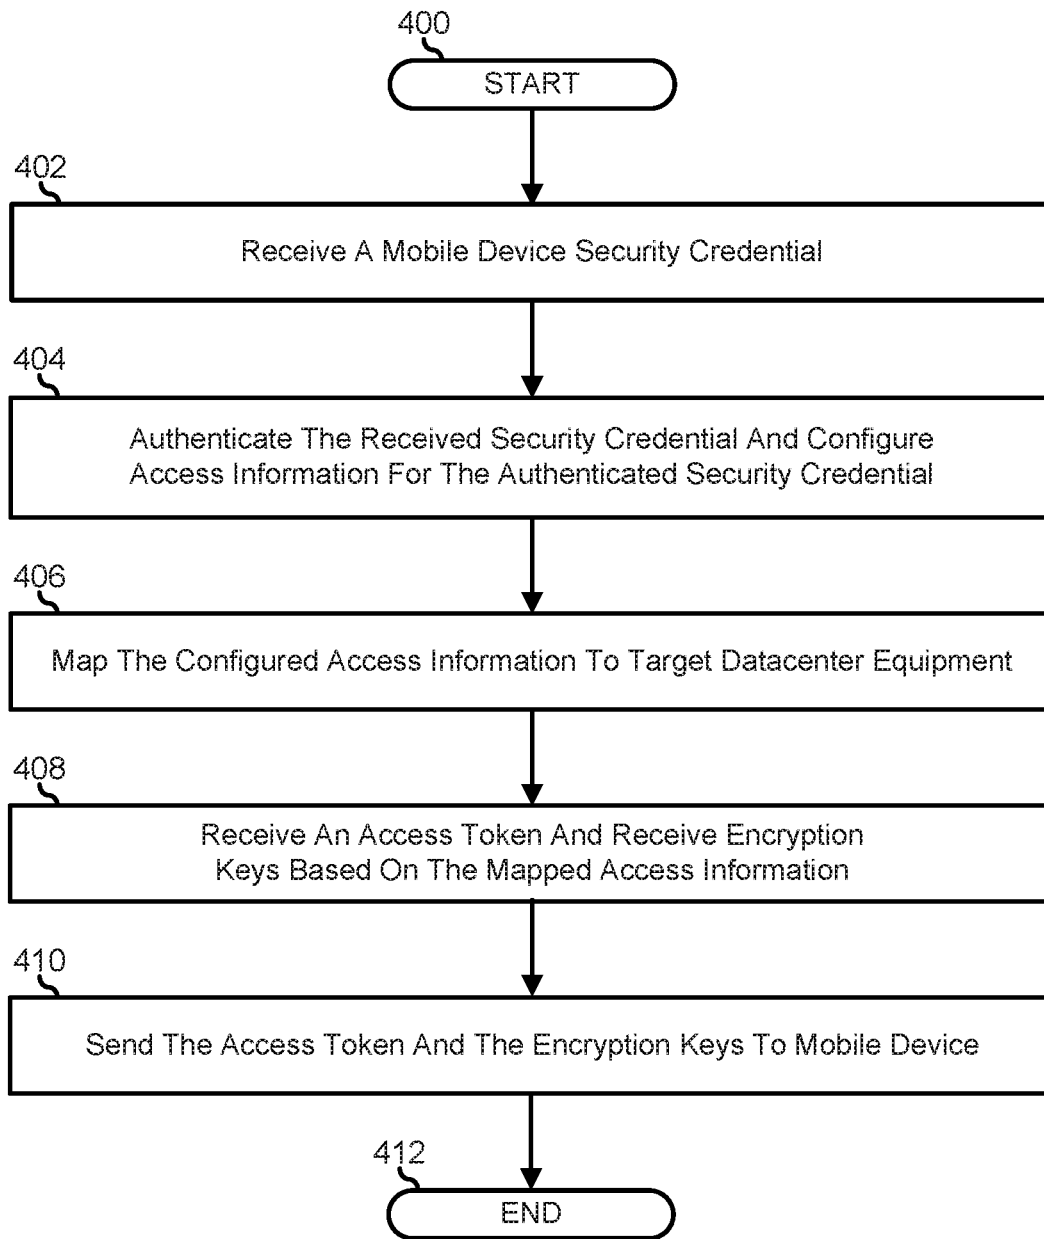 400
START
402
Receive A Mobile Device Security Credential
404
Authenticate The Received Security Credential And Configure
Access Information For The Authenticated Security Credential
406
Map The Configured Access Information To Target Datacenter Equipment
408
Receive An Access Token And Receive Encryption
Keys Based On The Mapped Access Information
410
Send The Access Token And The Encryption Keys To Mobile Device
412
END